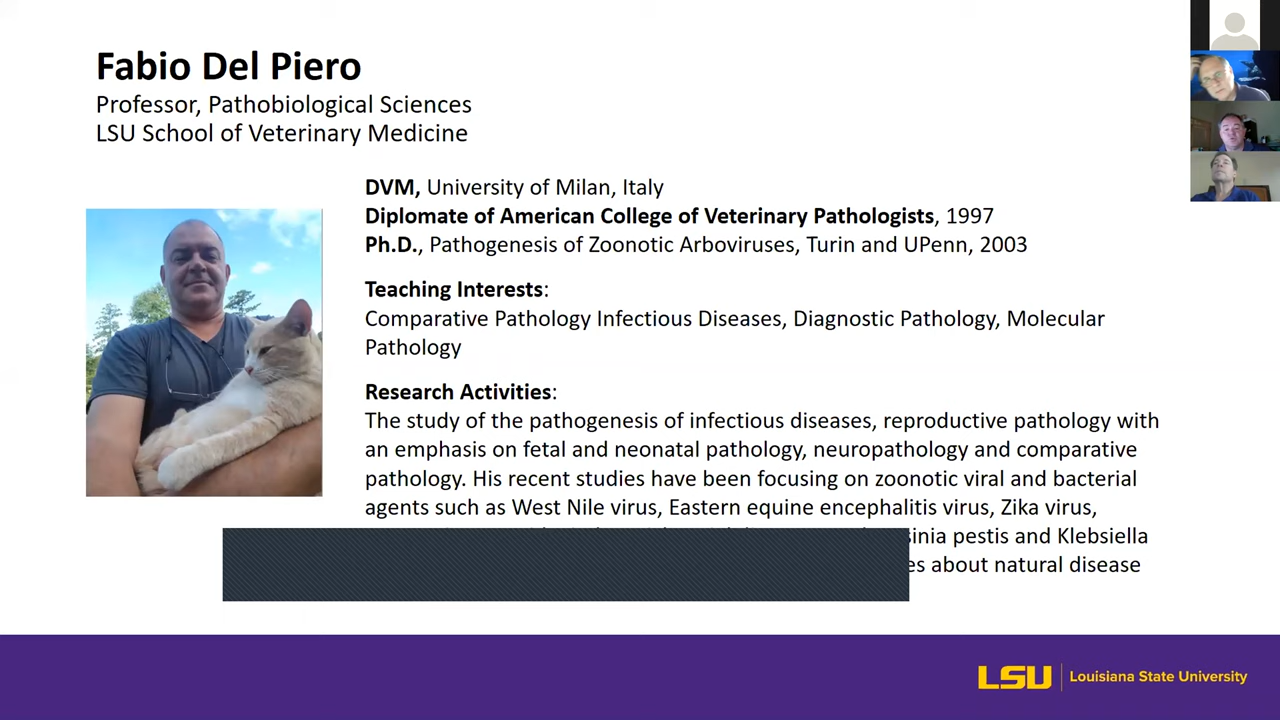 Fabio Del Piero
Professor, Pathobiological Sciences
LSU School of Veterinary Medicine
DVM, University of Milan, Italy
Diplomate of American College of Veterinary Pathologists, 1997
Ph.D., Pathogenesis of Zoonotic Arboviruses, Turin and UPenn, 2003
Teaching Interests:
Comparative Pathology Infectious Diseases, Diagnostic Pathology, Molecular
Pathology
Research Activities:
The study of the pathogenesis of infectious diseases, reproductive pathology with
an emphasis on fetal and neonatal pathology, neuropathology and comparative
pathology. His recent studies have been focusing on zoonotic viral and bacterial
agents such as West Nile virus, Eastern equine encephalitis virus, Zika virus,
pestis and Klebsiella
about natural disease
LSU Louisiana State University